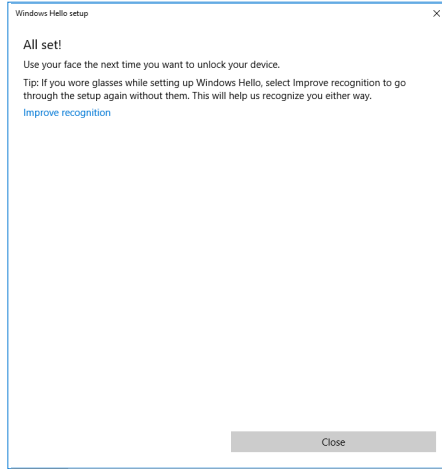 Windows Hello setup
All set!
Use your face the next time you want to unlock your device.
Tip: If you wore glasses while setting up Windows Hello, select Improve recognition to go
through the setup again without them. This will help us recognize you either way.
Improve recognition
Close